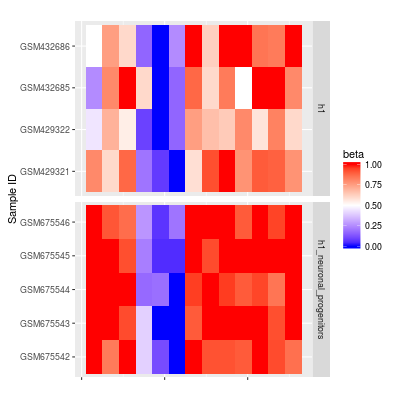 Sample ID
GSM432686
GSM432685
GSM429322
GSM429321
h1
GSM675546
GSM675545
GSM675544
GSM675543
GSM675542
h1_neuronal_progenitors
beta
1.00
0.75
0.50
0.25
0.00